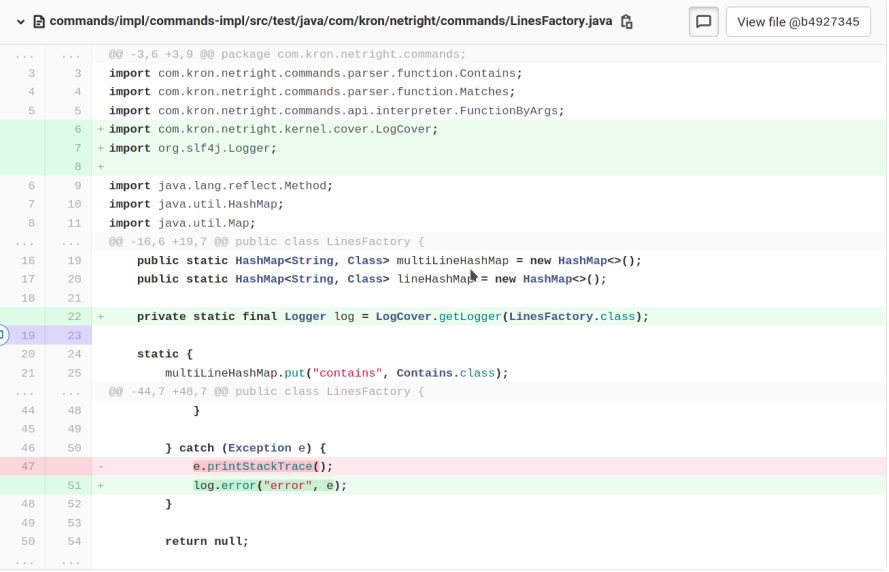 commands/impl/commands-impl/src/test/java/com/kron/netright/commands/LinesFactory.java View file @b4927345
... ... @@ -3,6 +3,9 @@ package com.kron.netright.commands;
3 3 import com.kron.netright.commands.parser.function.Contains;
4 4 import com.kron.netright.commands.parser.function.Matches;
5 5 import com.kron.netright.commands.api.interpreter.FunctionByArgs;
6 + import com.kron.netright.kernel.cover.LogCover;
7 + import org.slf4j.Logger;
8 +
6 9 import java.lang.reflect.Method;
7 10 import java.util.HashMap;
8 11 import java.util.Map;
... ... @@ -16,6 +19,7 @@ public class LinesFactory {
16 19 public static HashMap<String, Class> multiLineHashMap = new HashMap<>();
17 20 public static HashMap<String, Class> lineHashMap = new HashMap<>();
18 21
22 + private static final Logger log = LogCover.getLogger(LinesFactory.class);
19 23
20 24 static {
21 25 multiLineHashMap.put("contains", Contains.class);
... ... @@ -44,7 +48,7 @@ public class LinesFactory {
44 48 }
45 49
46 50 } catch (Exception e) {
47 - e.printStackTrace();
51 + log.error("error", e);
48 52 }
49 53
50 54 return null;
... ...